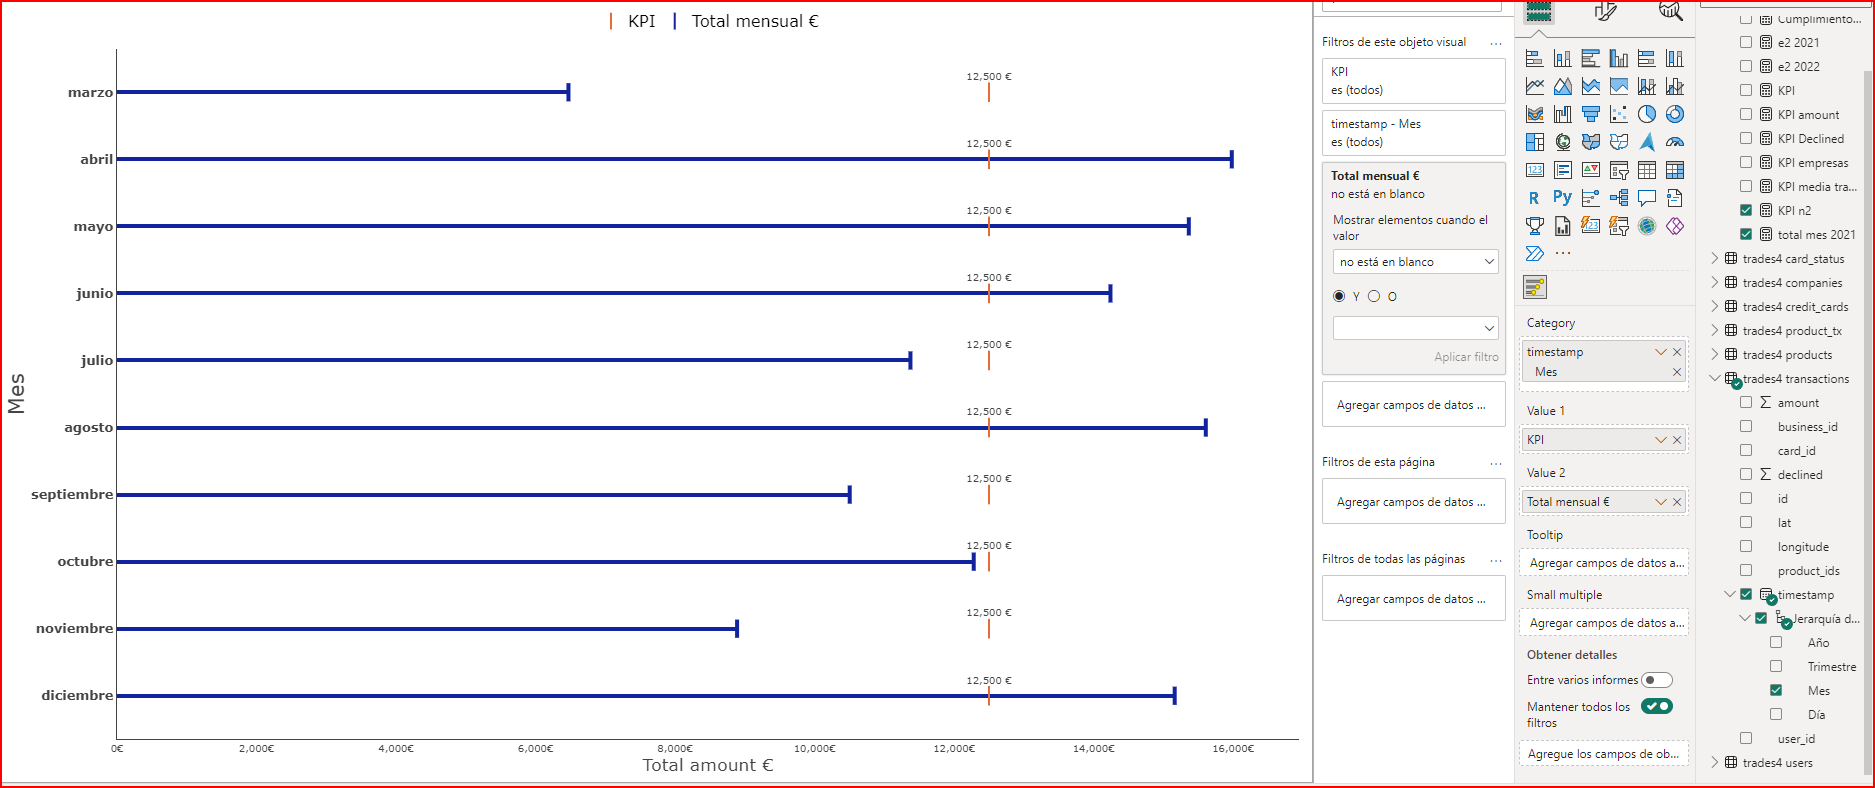 KPI Total mensual €
Mes
marzo
12,500 €
abril
12,500 €
mayo
12,500 €
junio
12,500 €
julio
12,500 €
agosto
12,500 €
septiembre
12,500 €
octubre
12,500 €
noviembre
12,500 €
diciembre
12,500 €
0€ 2,000€ 4,000€ 6,000€ 8,000€ 10,000€ 12,000€ 14,000€ 16,000€
Total amount €
Filtros de este objeto visual ...
KPI
es (todos)
timestamp - Mes
es (todos)
Total mensual €
no está en blanco
Mostrar elementos cuando el
valor
no está en blanco
Y O
Aplicar filtro
Agregar campos de datos ...
Filtros de esta página ...
Agregar campos de datos ...
Filtros de todas las páginas ...
Agregar campos de datos ...
123
R Py
123
...
Category
timestamp
Mes
Value 1
KPI
Value 2
Total mensual €
Tooltip
Agregar campos de datos a...
Small multiple
Agregar campos de datos a...
Obtener detalles
Entre varios informes
Mantener todos los
filtros
Agregue los campos de ob...
Cumplimiento...
e2 2021
e2 2022
KPI
KPI amount
KPI Declined
KPI empresas
KPI media tra...
KPI n2
total mes 2021
trades4 card_status
trades4 companies
trades4 credit_cards
trades4 product_tx
trades4 products
trades4 transactions
∑ amount
business_id
card_id
∑ declined
id
lat
longitude
product_ids
timestamp
Jerarquía d...
Año
Trimestre
Mes
Día
user_id
trades4 users